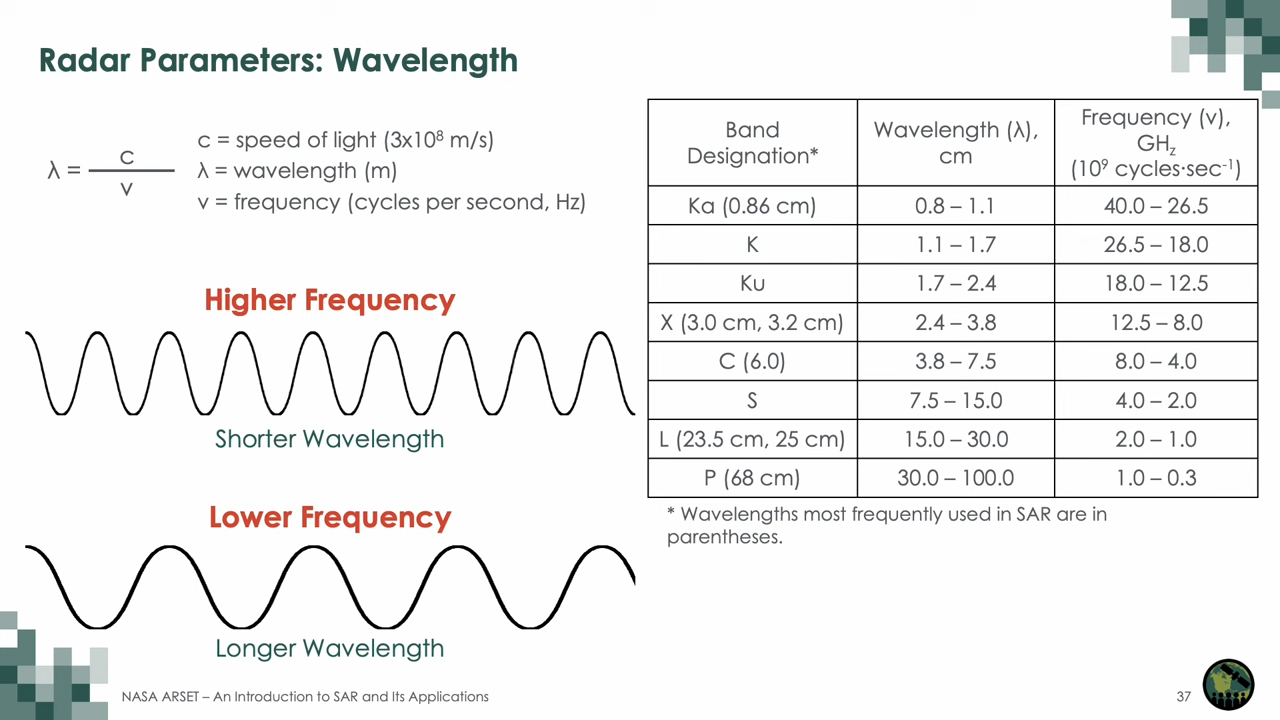 Radar Parameters: Wavelength
λ = c / v
c = speed of light (3x10⁸ m/s)
λ = wavelength (m)
v = frequency (cycles per second, Hz)
Higher Frequency
Shorter Wavelength
Lower Frequency
Longer Wavelength
Band Designation* | Wavelength (λ), cm | Frequency (v), GHz (10⁹ cycles·sec⁻¹)
Ka (0.86 cm) | 0.8 – 1.1 | 40.0 – 26.5
K | 1.1 – 1.7 | 26.5 – 18.0
Ku | 1.7 – 2.4 | 18.0 – 12.5
X (3.0 cm, 3.2 cm) | 2.4 – 3.8 | 12.5 – 8.0
C (6.0) | 3.8 – 7.5 | 8.0 – 4.0
S | 7.5 – 15.0 | 4.0 – 2.0
L (23.5 cm, 25 cm) | 15.0 – 30.0 | 2.0 – 1.0
P (68 cm) | 30.0 – 100.0 | 1.0 – 0.3
* Wavelengths most frequently used in SAR are in
parentheses.
NASA ARSET – An Introduction to SAR and Its Applications
37